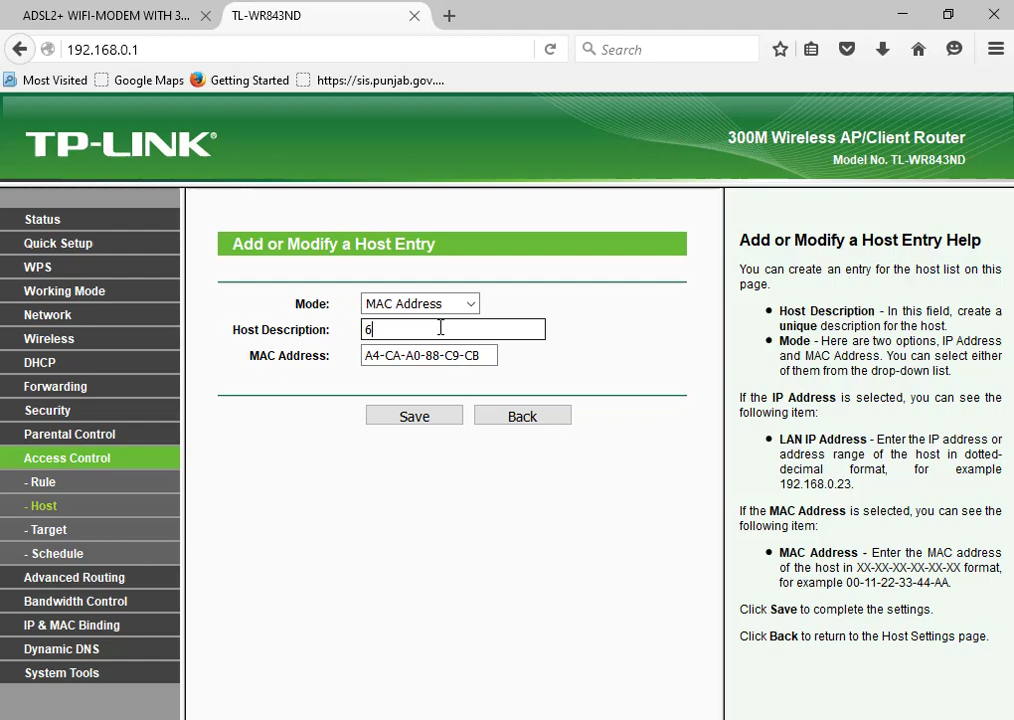 ADSL2+ WIFI-MODEM WITH 3...
TL-WR843ND
192.168.0.1
Search
Most Visited
Google Maps
Getting Started
https://sis.punjab.gov....
TP-LINK®
300M Wireless AP/Client Router
Model No. TL-WR843ND
Status
Quick Setup
WPS
Working Mode
Network
Wireless
DHCP
Forwarding
Security
Parental Control
Access Control
- Rule
- Host
- Target
- Schedule
Advanced Routing
Bandwidth Control
IP & MAC Binding
Dynamic DNS
System Tools
Add or Modify a Host Entry
Mode: MAC Address
Host Description: 6
MAC Address: A4-CA-A0-88-C9-CB
Save Back
Add or Modify a Host Entry Help
You can create an entry for the host list on this
page.
• Host Description - In this field, create a
unique description for the host.
• Mode - Here are two options, IP Address
and MAC Address. You can select either
of them from the drop-down list.
If the IP Address is selected, you can see the
following item:
• LAN IP Address - Enter the IP address or
address range of the host in dotted-
decimal format, for example
192.168.0.23.
If the MAC Address is selected, you can see the
following item:
• MAC Address - Enter the MAC address
of the host in XX-XX-XX-XX-XX-XX format,
for example 00-11-22-33-44-AA.
Click Save to complete the settings.
Click Back to return to the Host Settings page.